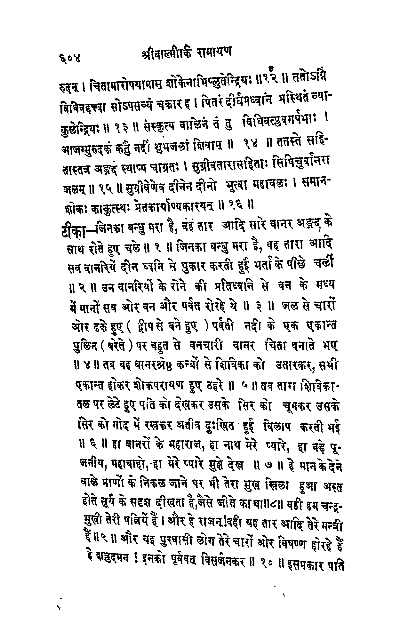 ६०४ श्रीवाल्मीकि रामायण
रुदन् । चितामारोपयामास शोकेनाभिप्लुतेन्द्रियः ॥ १२ ॥ ततोऽग्निं
विधिवद्दत्त्वा सोऽपसव्यं चकार ह । पितरं दीर्घमध्वानं प्रस्थितं व्या-
कुलेन्द्रियः ॥ १३ ॥ संस्कृत्य वालिनं तं तु विधिवत्प्लवगर्षभाः ।
आजग्मुरुदकं कर्तुं नदीं शुभजलां शिवाम् ॥ १४ ॥ ततस्ते सहि-
तास्तत्र अङ्गदं स्थाप्य चाग्रतः । सुग्रीवतारासहिताः सिषिचुर्वानरा
जलम् ॥ १५ ॥ सुग्रीवेणैव दीनेन दीनो भूत्वा महाबलः । समान-
शोकः काकुत्स्थः प्रेतकार्याण्यकारयत् ॥ १६ ॥
टीका—जिनका बन्धु मरा है, वह तार आदि सारे वानर अङ्गद के
साथ रोते हुए चले ॥ १ ॥ जिनका बन्धु मरा है, वह तारा आदि
सब वानरियें दीन ध्वनि से पुकार करती हुई भर्ता के पीछे चलीं
॥ २ ॥ उन वानरियों के रोने की प्रतिध्वनि से वन के मध्य
में मानों सब ओर वन और पर्वत रोरहे थे ॥ ३ ॥ जल से चारों
ओर ढके हुए ( द्वीप से बने हुए ) पर्वती नदी के एक एकान्त
पुलिन (बरेते) पर बहुत से वनचारी वानर चिता बनाते भए
॥ ४॥ तब वह वानरश्रेष्ठ कन्धों से शिविका को उतारकर, सभी
एकान्त होकर शोकपरायण हुए ठहरे ॥ ५ ॥ तब तारा शिविका-
तल पर लेटे हुए पति को देखकर उसके सिर को चूमकर उसके
सिर को गोद में रखकर अतीव दुःखित हुई विलाप करती भई
॥ ६ ॥ हा वानरों के महाराज, हा नाथ मेरे प्यारे, हा बड़े पू-
जनीय, महाबाहो, हा मेरे प्यारे मुझे देख ॥ ७ ॥ हे मान के देने
वाले प्राणों के निकल जाने पर भी तेरा मुख खिला हुआ अस्त
होते सूर्य के सदृश दीखता है, जैसे जीते का था॥८॥ यही हम चन्द्र-
मुखी तेरी पत्नियें हैं । और हे राजन् ! वही यह तार आदि तेरे मन्त्री
हैं॥९॥ और यह पुरवासी लोग तेरे चारों ओर विषण्ण होरहे हैं
हे शत्रुदमन ! इनको पूर्ववत् विसर्जनकर ॥ १० ॥ इसप्रकार पति